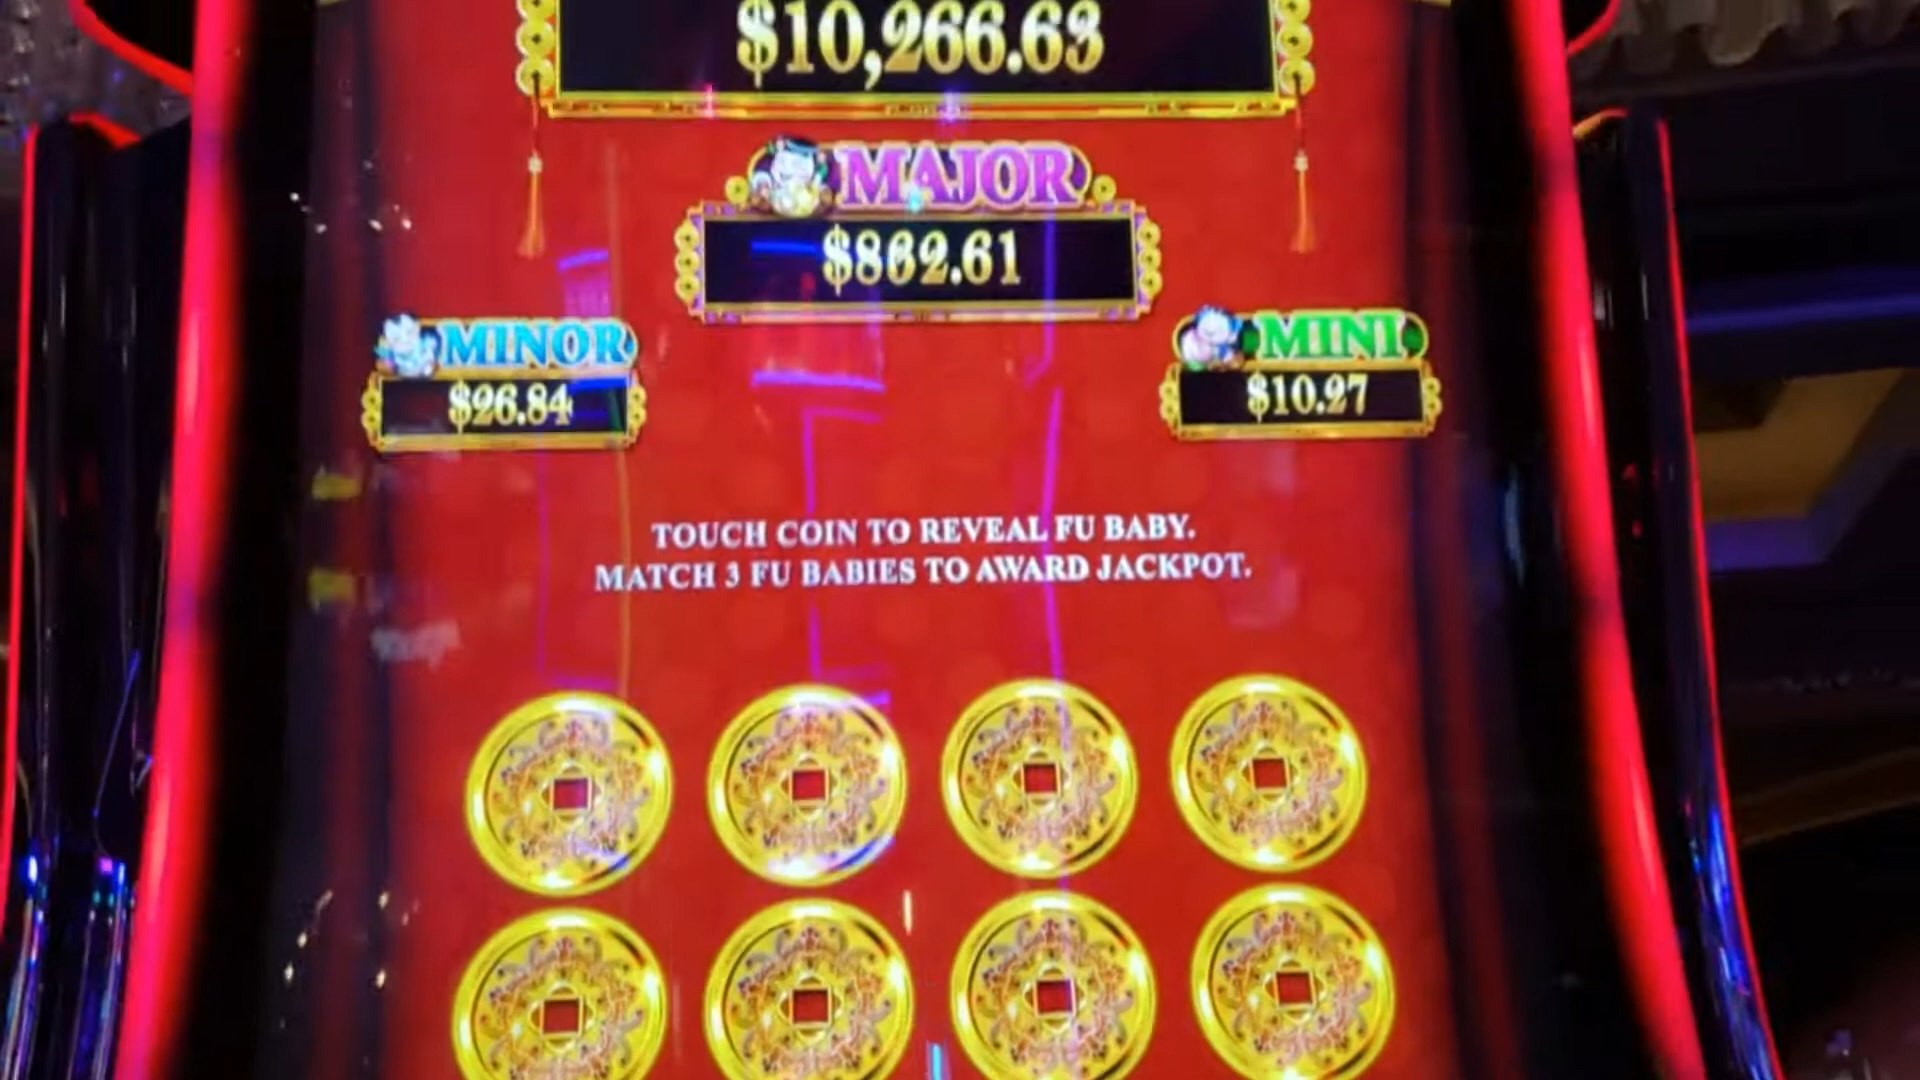 $10,266.63
MAJOR
$862.61
MINOR
MINI
$26.84
$10.27
TOUCH COIN TO REVEAL FU BABY.
MATCH 3 FU BABIES TO AWARD JACKPOT.